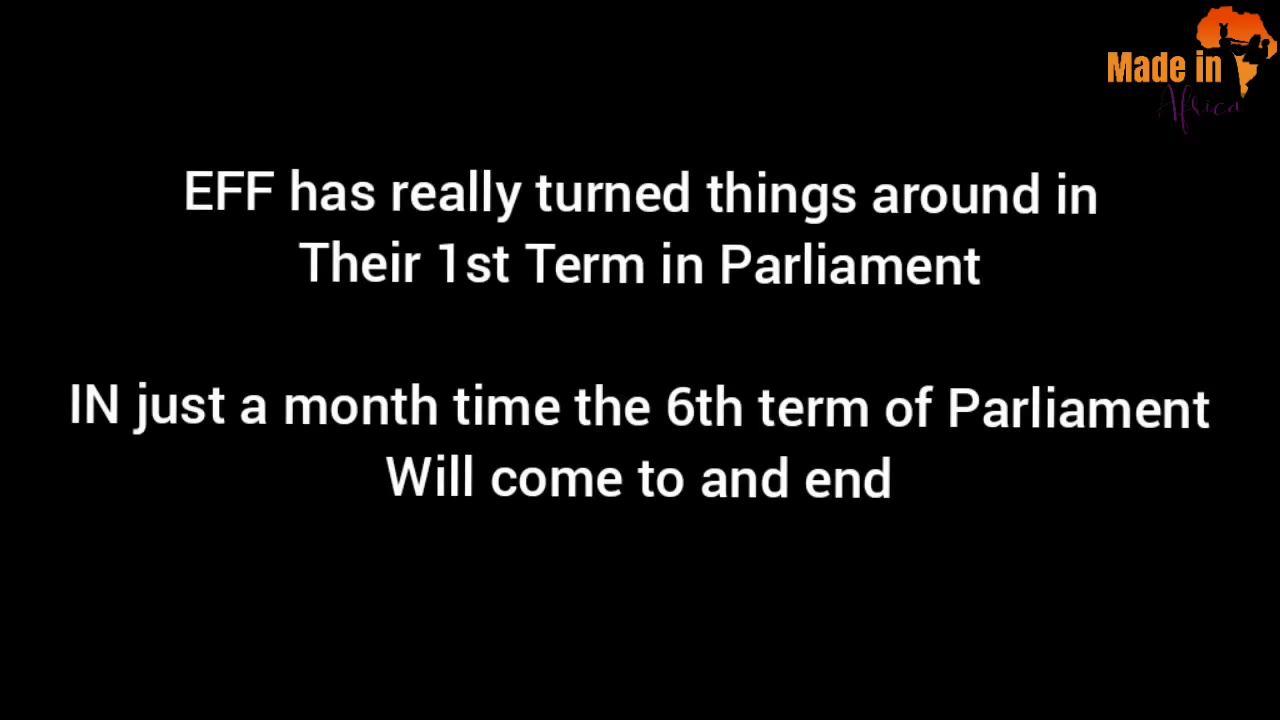 Made in
Africa
EFF has really turned things around in
Their 1st Term in Parliament
IN just a month time the 6th term of Parliament
Will come to and end